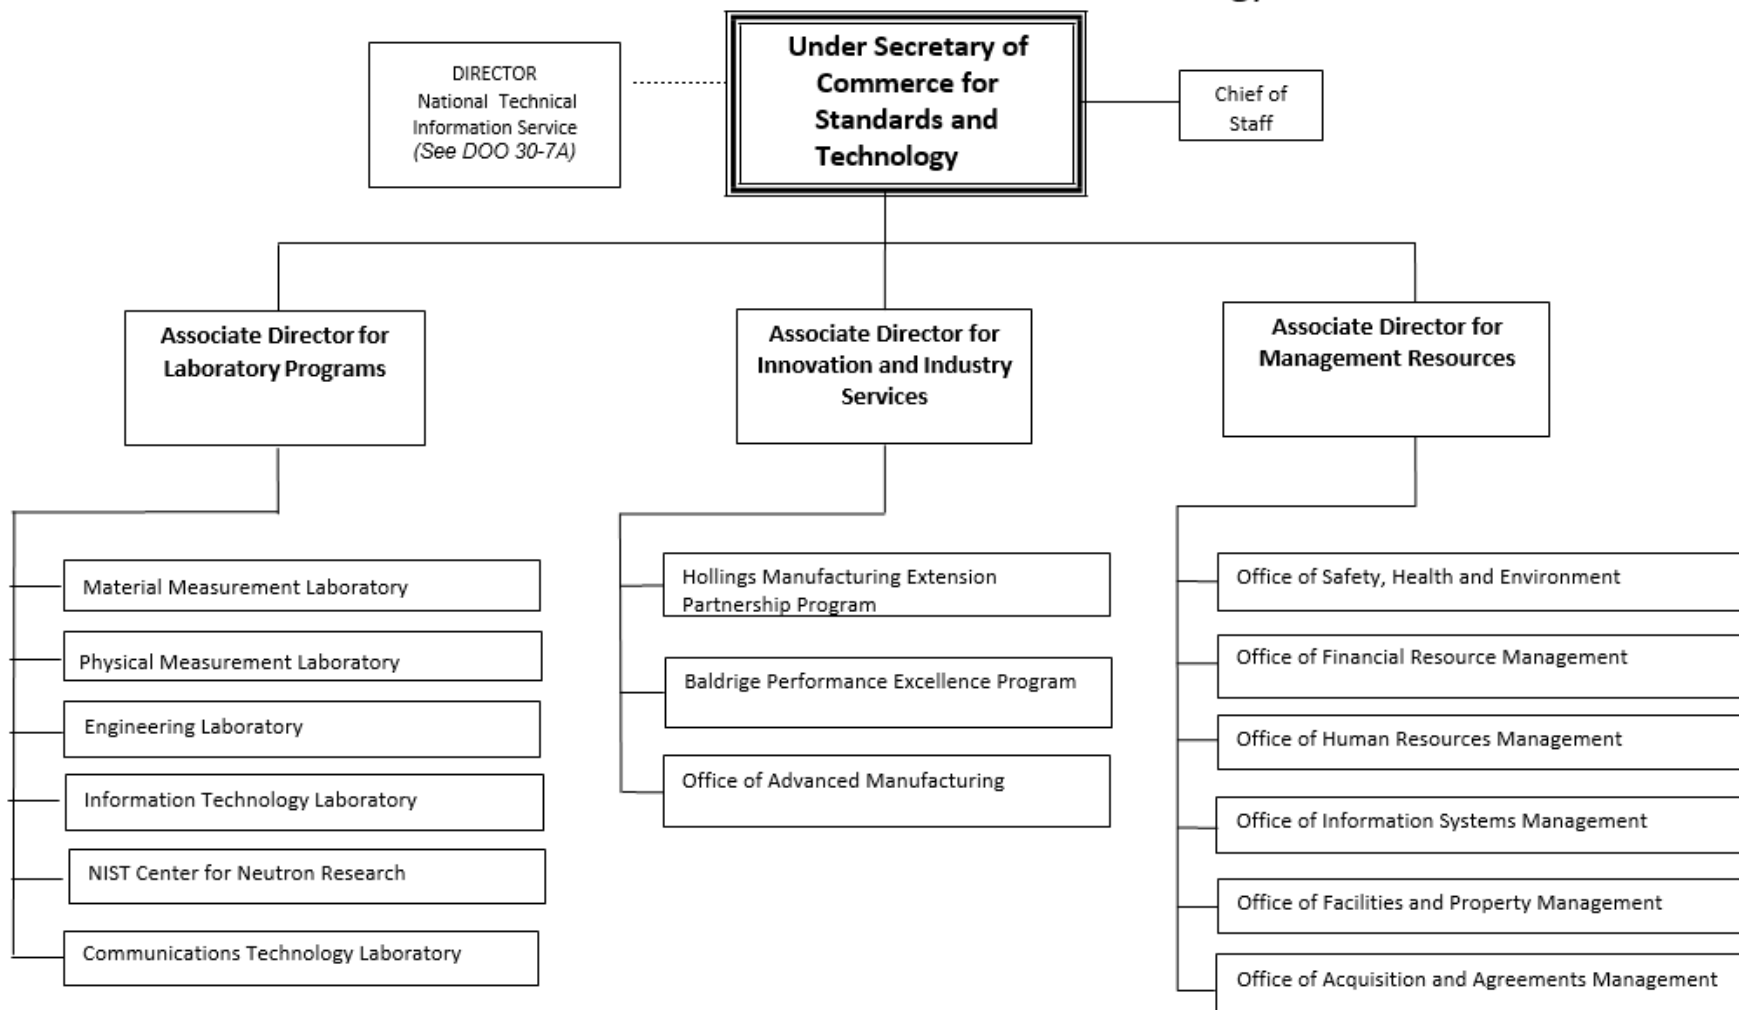 Under Secretary of
Commerce for
Standards and
Technology
DIRECTOR
National Technical
Information Service
(See DOO 30-7A)
Chief of
Staff
Associate Director for
Laboratory Programs
Associate Director for
Innovation and Industry
Services
Associate Director for
Management Resources
Material Measurement Laboratory
Physical Measurement Laboratory
Engineering Laboratory
Information Technology Laboratory
NIST Center for Neutron Research
Communications Technology Laboratory
Hollings Manufacturing Extension
Partnership Program
Baldrige Performance Excellence Program
Office of Advanced Manufacturing
Office of Safety, Health and Environment
Office of Financial Resource Management
Office of Human Resources Management
Office of Information Systems Management
Office of Facilities and Property Management
Office of Acquisition and Agreements Management